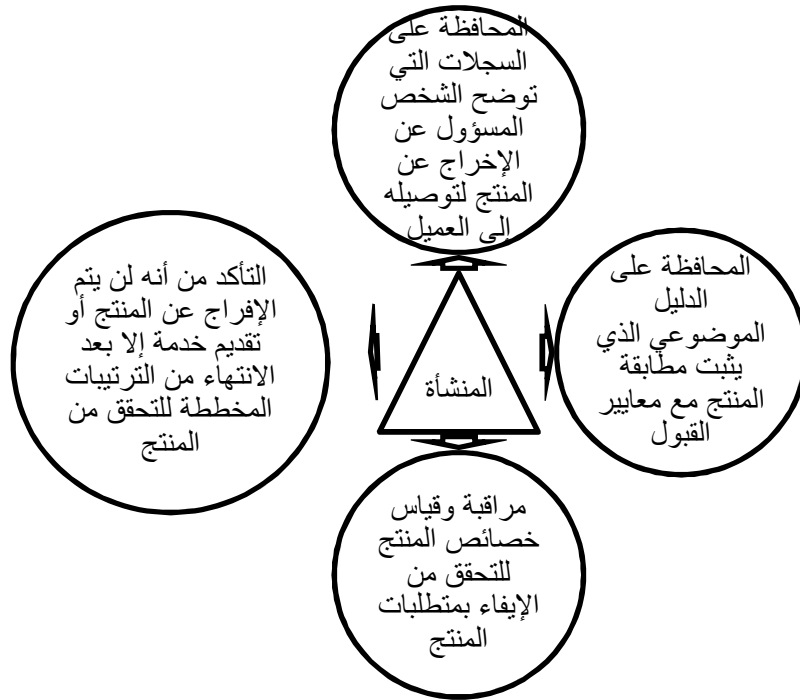 المحافظة على
السجلات التي
توضح الشخص
المسؤول عن
الإخراج عن
المنتج لتوصيله
إلى العميل
المحافظة على
الدليل
الموضوعي الذي
يثبت مطابقة
المنتج مع معايير
القبول
المنشأة
التأكد من أنه لن يتم
الإفراج عن المنتج أو
تقديم خدمة إلا بعد
الانتهاء من الترتيبات
المخططة للتحقق من
المنتج
مراقبة وقياس
خصائص المنتج
للتحقق من
الإيفاء بمتطلبات
المنتج